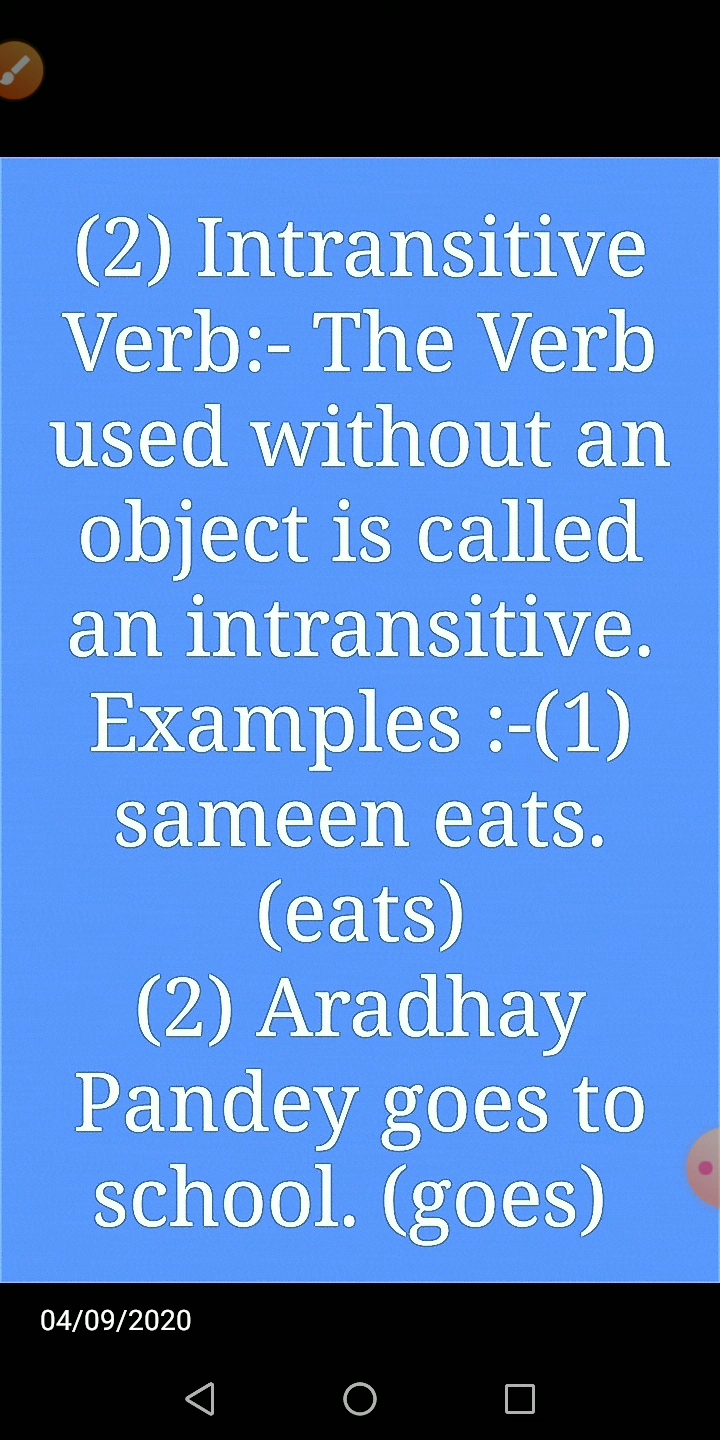 (2) Intransitive
Verb:- The Verb
used without an
object is called
an intransitive.
Examples :-(1)
sameen eats.
(eats)
(2) Aradhay
Pandey goes to
school. (goes)
04/09/2020